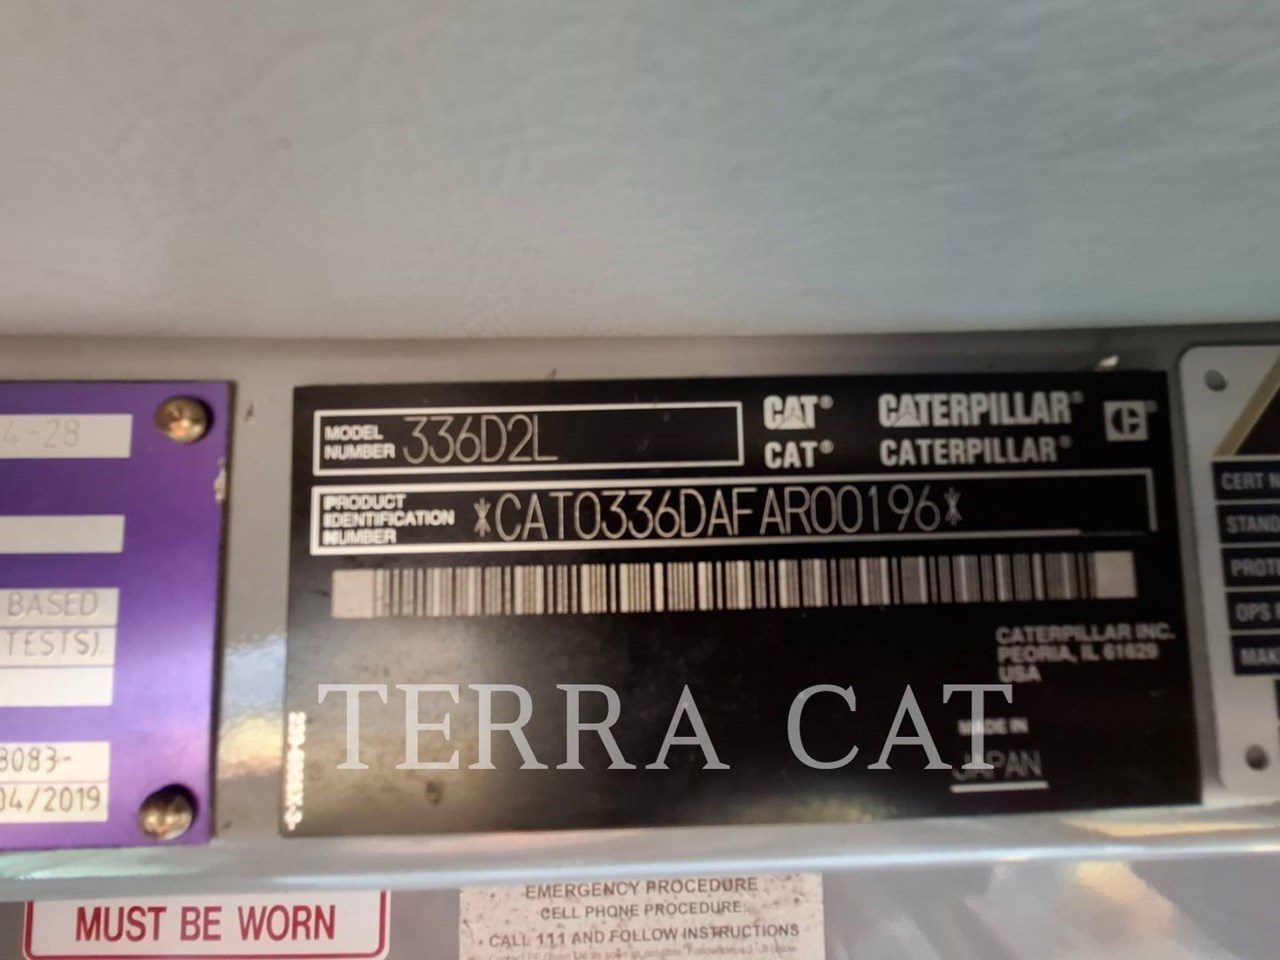 4-28
BASED
TESTS).
3083-
04/2019
MODEL NUMBER 336D2L
CAT® CATERPILLAR®
CAT® CATERPILLAR®
PRODUCT IDENTIFICATION NUMBER *CAT0336DAFAR00196*
CATERPILLAR INC.
PEORIA, IL 61629
USA
MADE IN
JAPAN
TERRA CAT
CERT
STAND
PROTE
OPS
MAK
MUST BE WORN
EMERGENCY PROCEDURE
CELL PHONE PROCEDURE:
CALL 111 AND FOLLOW INSTRUCTIONS